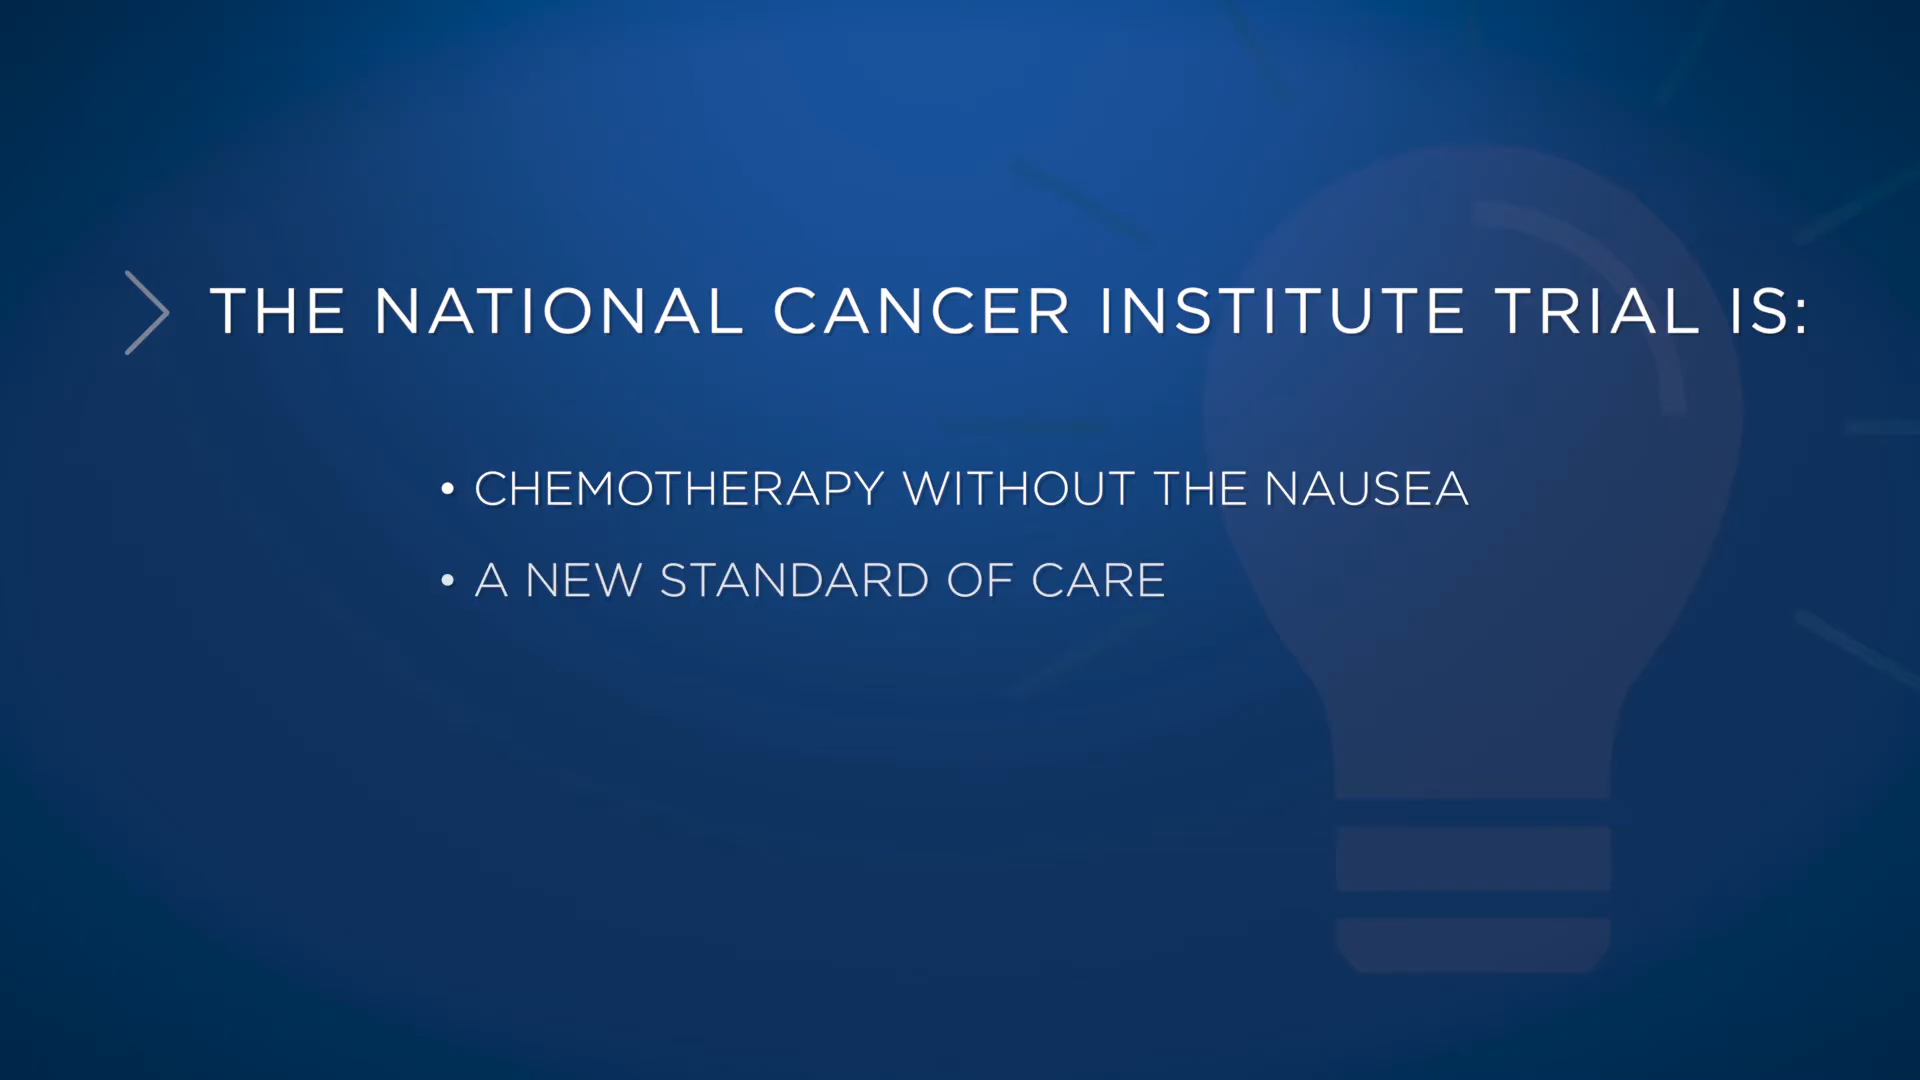 THE NATIONAL CANCER INSTITUTE TRIAL IS:
• CHEMOTHERAPY WITHOUT THE NAUSEA
• A NEW STANDARD OF CARE